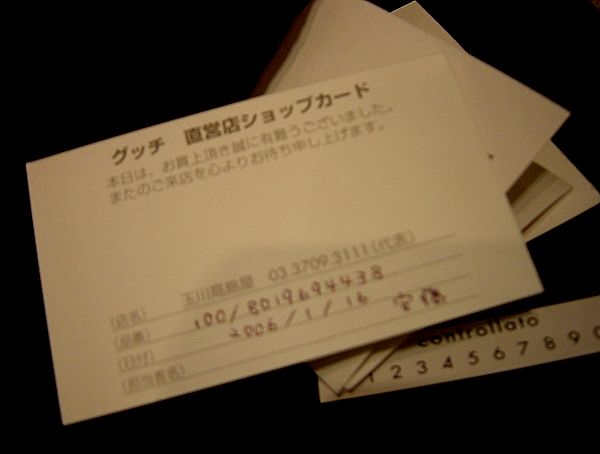 グッチ 直営店ショップカード
本日は、お買上頂き誠に有難うございました。
またのご来店を心よりお待ち申し上げます。
(店名) 玉川髙島屋 03.3709.3111(代表)
(品番) 100/8019694438
(日付) 2006/1/16
(担当者名)
controllato
1 2 3 4 5 6 7 8 9 0